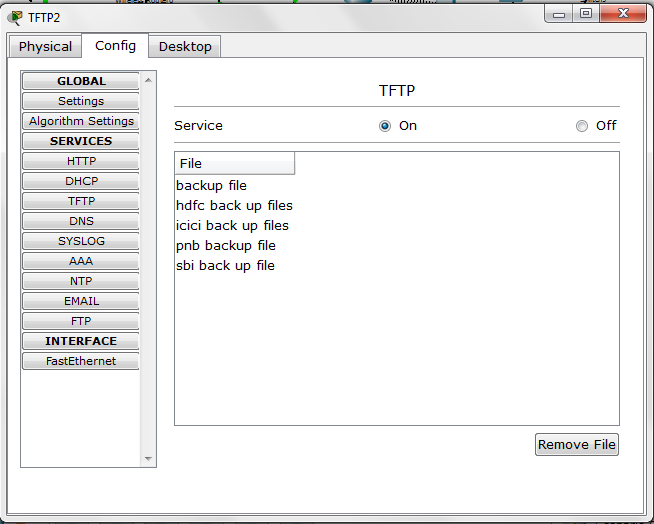 TFTP2
Physical Config Desktop
GLOBAL
Settings
Algorithm Settings
SERVICES
HTTP
DHCP
TFTP
DNS
SYSLOG
AAA
NTP
EMAIL
FTP
INTERFACE
FastEthernet
TFTP
Service On Off
File
backup file
hdfc back up files
icici back up files
pnb backup file
sbi back up file
Remove File